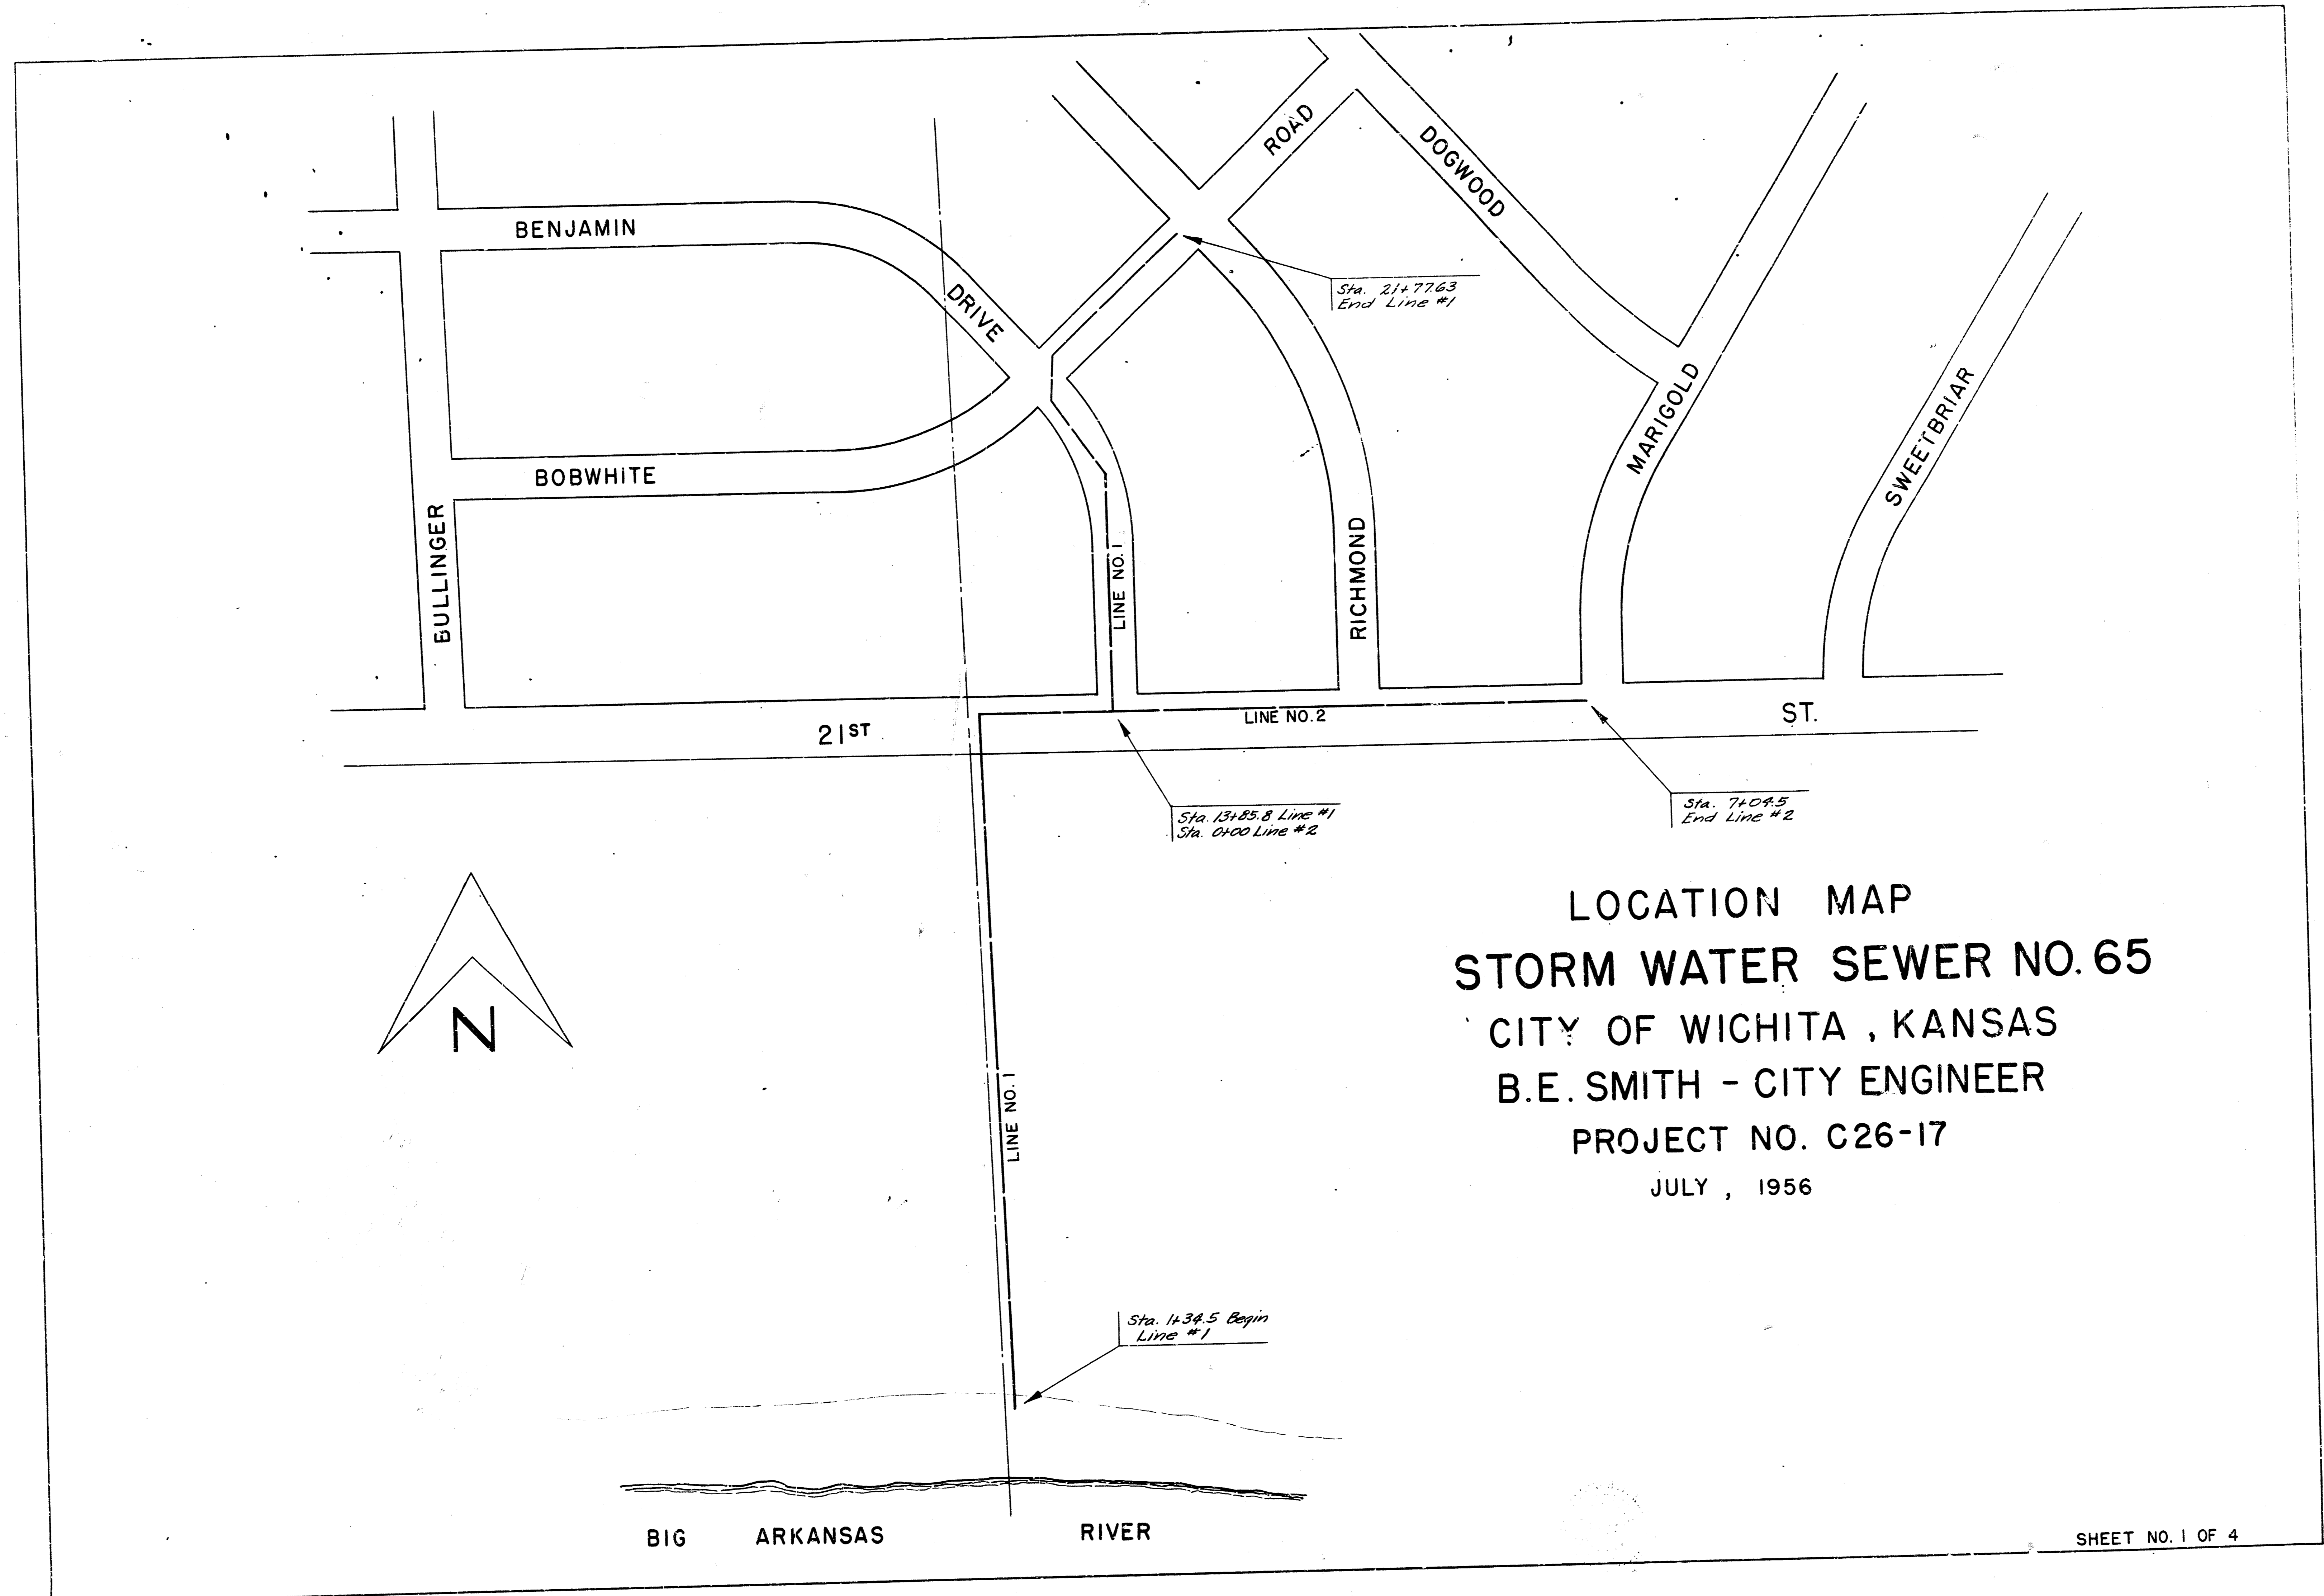 ROAD
DOGWOOD
BENJAMIN
DRIVE
Sta. 21+77.63
End Line #1
MARIGOLD
SWEETBRIAR
BOBWHITE
BULLINGER
LINE NO. 1
RICHMOND
21ST
LINE NO. 2
ST.
Sta. 13+85.8 Line #1
Sta. 0+00 Line #2
Sta. 7+04.5
End Line #2
N
LOCATION MAP
STORM WATER SEWER NO. 65
CITY OF WICHITA, KANSAS
B.E. SMITH - CITY ENGINEER
PROJECT NO. C26-17
JULY, 1956
LINE NO. 1
Sta. 1+34.5 Begin
Line #1
BIG ARKANSAS RIVER
SHEET NO. 1 OF 4